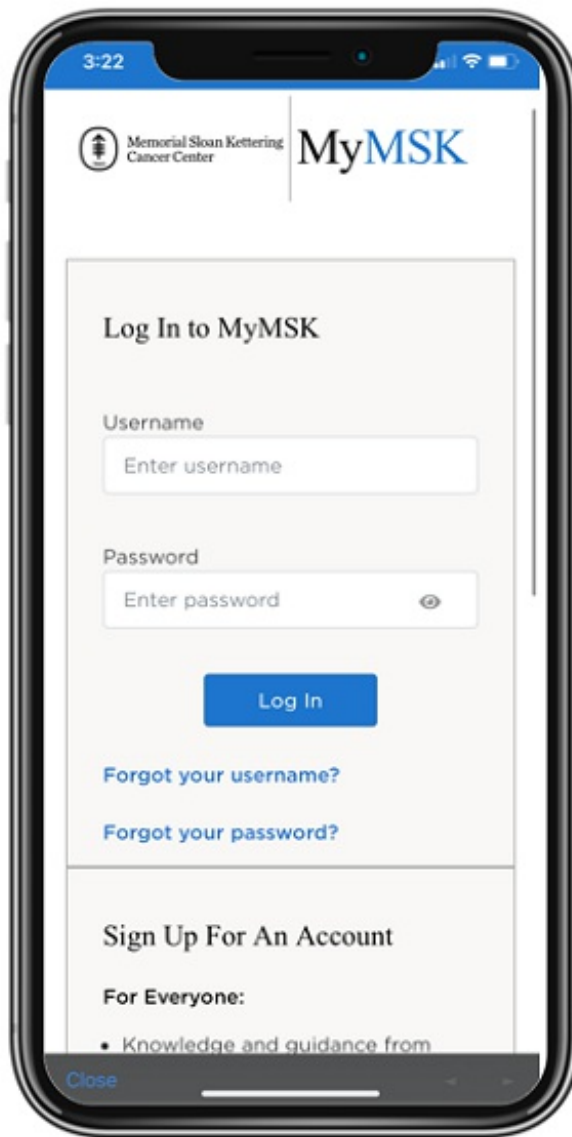 3:22
Memorial Sloan Kettering
Cancer Center
MyMSK
Log In to MyMSK
Username
Enter username
Password
Enter password
Log In
Forgot your username?
Forgot your password?
Sign Up For An Account
For Everyone:
• Knowledge and guidance from
Close